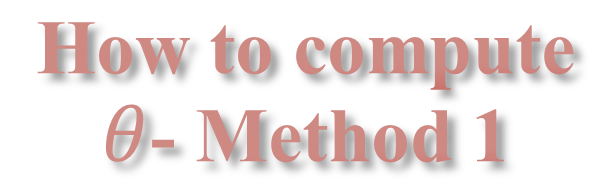 How to compute
θ- Method 1